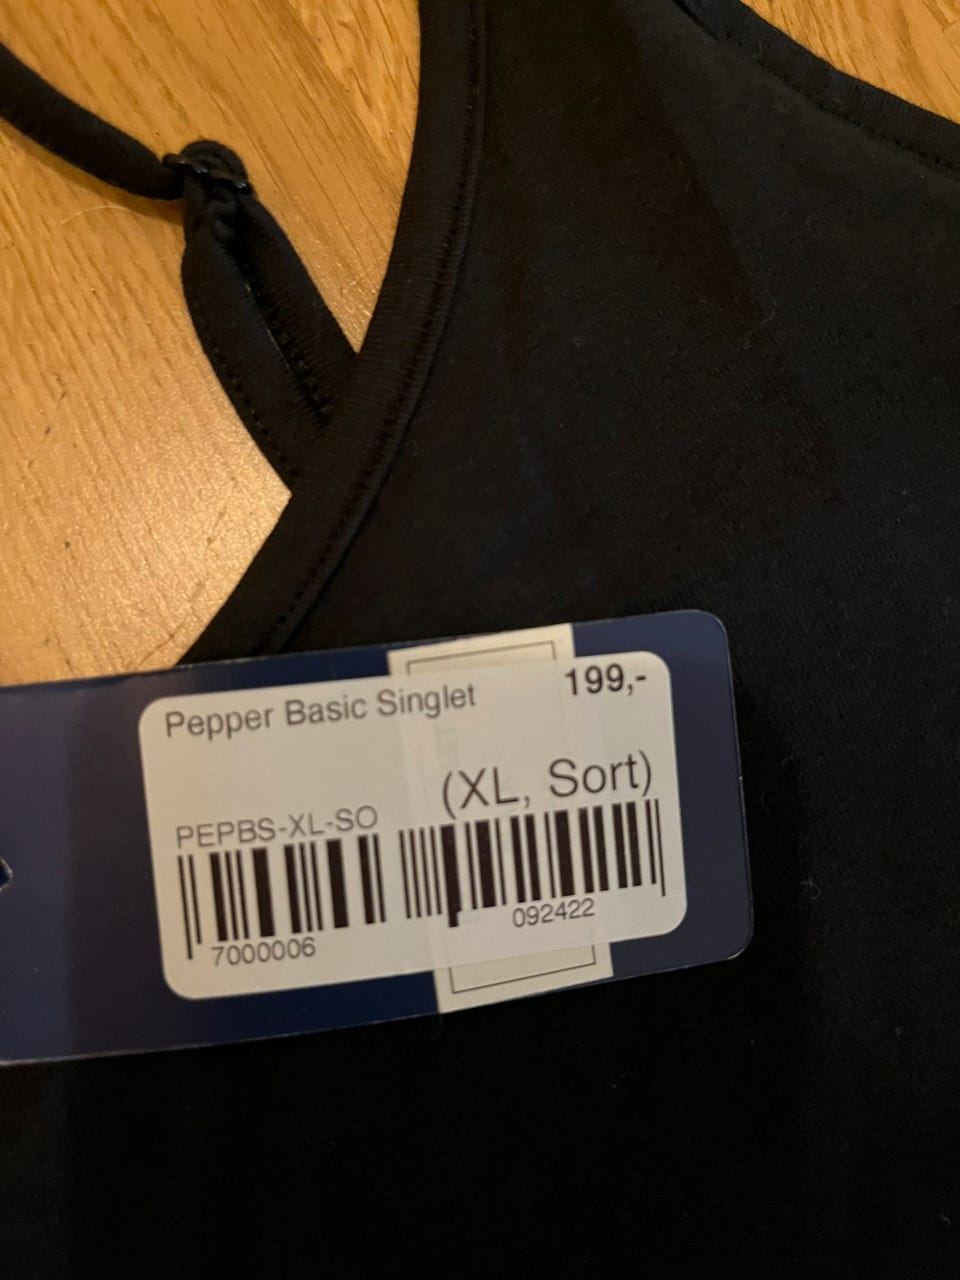 Pepper Basic Singlet 199,-
(XL, Sort)
PEPBS-XL-SO
7000006 092422